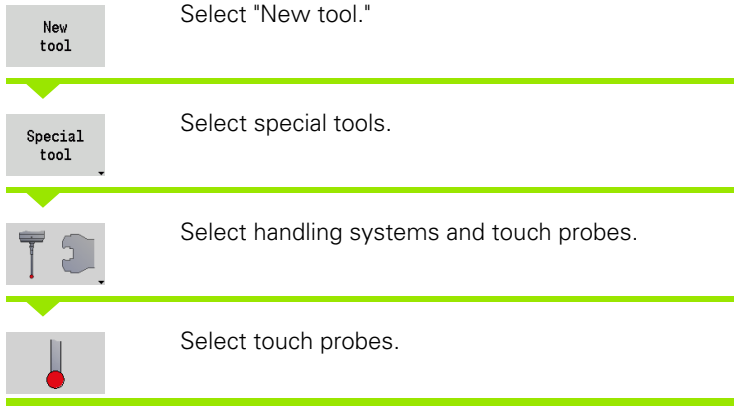 New
tool
Select "New tool."
Special
tool
Select special tools.
Select handling systems and touch probes.
Select touch probes.